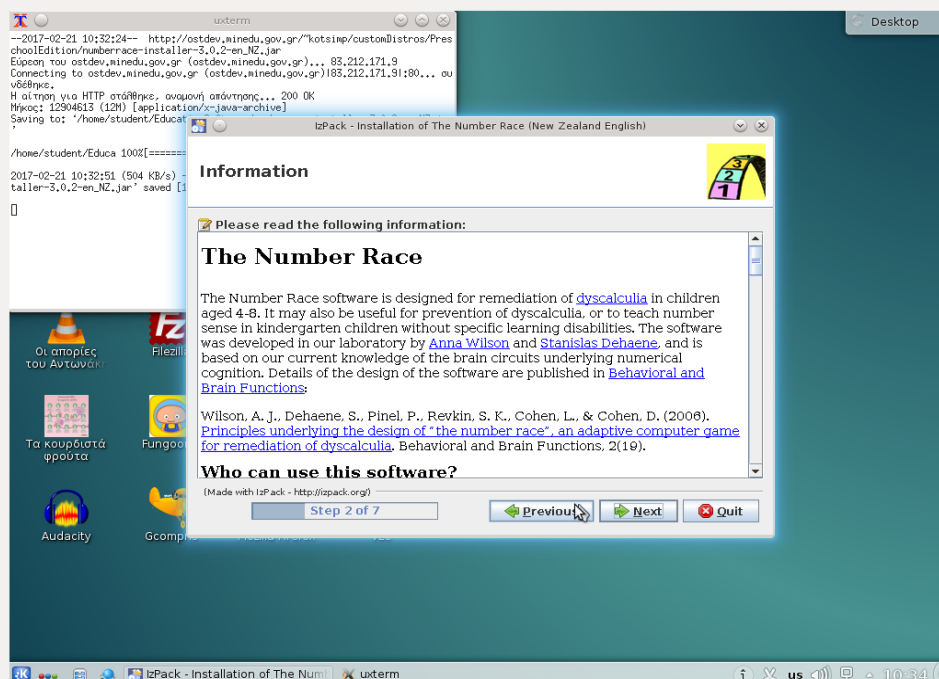 uxterm
--2017-02-21 10:32:24-- http://ostdev.minedu.gov.gr/~kotsimp/customDistros/Pres
choolEdition/numberrace-installer-3.0.2-en_NZ.jar
Εύρεση του ostdev.minedu.gov.gr (ostdev.minedu.gov.gr)... 83.212.171.9
Connecting to ostdev.minedu.gov.gr (ostdev.minedu.gov.gr)|83.212.171.9|:80... συ
νδέθηκε.
Η αίτηση για HTTP στάθηκε, αναμονή απάντησης... 200 OK
Μήκος: 12904613 (12M) [application/x-java-archive]
Saving to: '/home/student/Educat
'
/home/student/Educa 100%[======
2017-02-21 10:32:51 (504 KB/s) -
taller-3.0.2-en_NZ.jar' saved [1
Desktop
IzPack - Installation of The Number Race (New Zealand English)
Information
3
2
1
Please read the following information:
The Number Race
The Number Race software is designed for remediation of dyscalculia in children
aged 4-8. It may also be useful for prevention of dyscalculia, or to teach number
sense in kindergarten children without specific learning disabilities. The software
was developed in our laboratory by Anna Wilson and Stanislas Dehaene, and is
based on our current knowledge of the brain circuits underlying numerical
cognition. Details of the design of the software are published in Behavioral and
Brain Functions:
Wilson, A. J., Dehaene, S., Pinel, P., Revkin, S. K., Cohen, L., & Cohen, D. (2006).
Principles underlying the design of "the number race", an adaptive computer game
for remediation of dyscalculia. Behavioral and Brain Functions, 2(19).
Who can use this software?
(Made with IzPack - http://izpack.org/)
Step 2 of 7
Previous
Next
Quit
Οι απορίες
του Αντωνάκη
Filezill
Τα κουρδιστά
φρούτα
Fungoo
Audacity
Gcompri
IzPack - Installation of The Num
uxterm
us
10:34